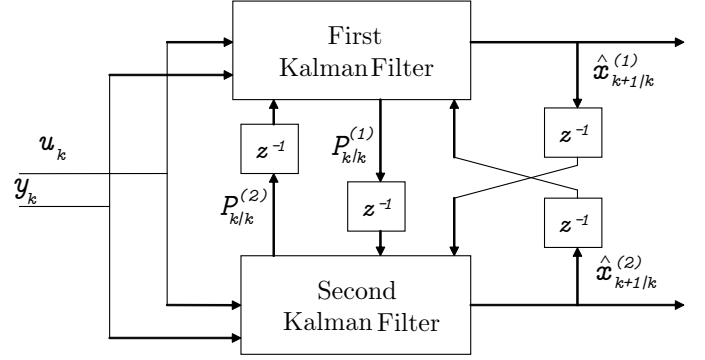 First
Kalman Filter
x̂^(1)_k+1/k
z⁻¹
P^(1)_k/k
z⁻¹
u_k
y_k
P^(2)_k/k
z⁻¹
z⁻¹
x̂^(2)_k+1/k
Second
Kalman Filter